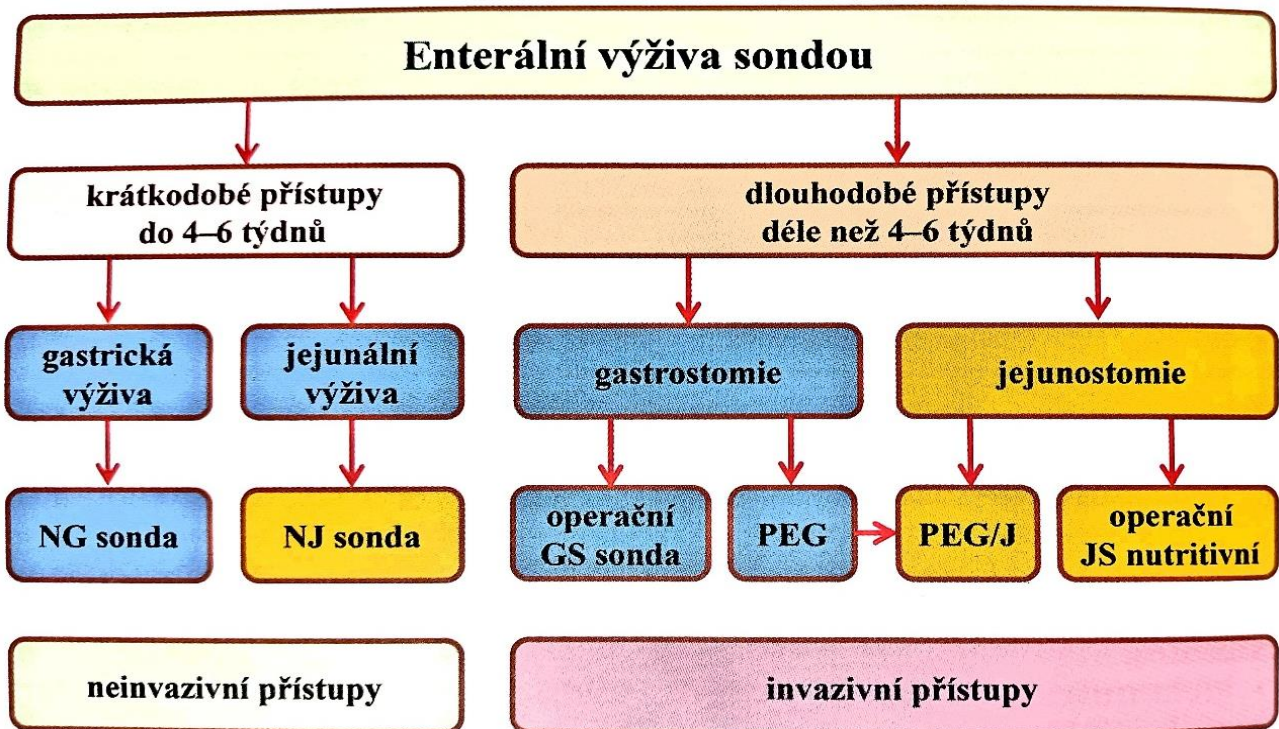 Enterální výživa sondou
krátkodobé přístupy
do 4–6 týdnů
dlouhodobé přístupy
déle než 4–6 týdnů
gastrická
výživa
jejunální
výživa
gastrostomie
jejunostomie
NG sonda
NJ sonda
operační
GS sonda
PEG
PEG/J
operační
JS nutritivní
neinvazivní přístupy
invazivní přístupy